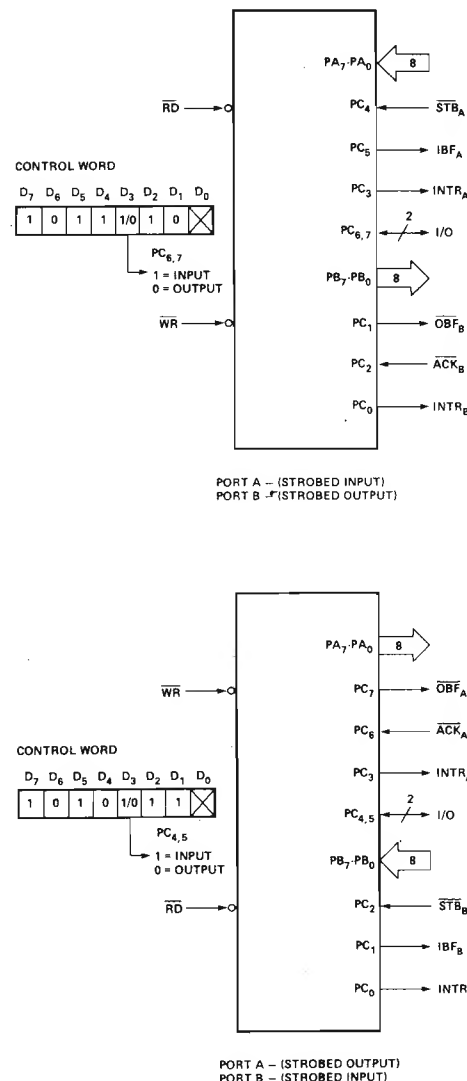 PA7-PA0
8
RD
PC4
STBA
CONTROL WORD
PC5
IBFA
D7 D6 D5 D4 D3 D2 D1 D0
PC3
INTRA
1 0 1 1 1/0 1 0
PC6,7
2
I/O
PC6,7
1 = INPUT
0 = OUTPUT
PB7-PB0
8
WR
PC1
OBFB
PC2
ACKB
PC0
INTRB
PORT A – (STROBED INPUT)
PORT B – (STROBED OUTPUT)
PA7-PA0
8
WR
PC7
OBFA
PC6
ACKA
CONTROL WORD
PC3
INTR
D7 D6 D5 D4 D3 D2 D1 D0
1 0 1 0 1/0 1 1
PC4,5
2
I/O
PC4,5
1 = INPUT
0 = OUTPUT
PB7-PB0
8
RD
PC2
STBB
PC1
IBFB
PC0
INTR
PORT A – (STROBED OUTPUT)
PORT B – (STROBED INPUT)